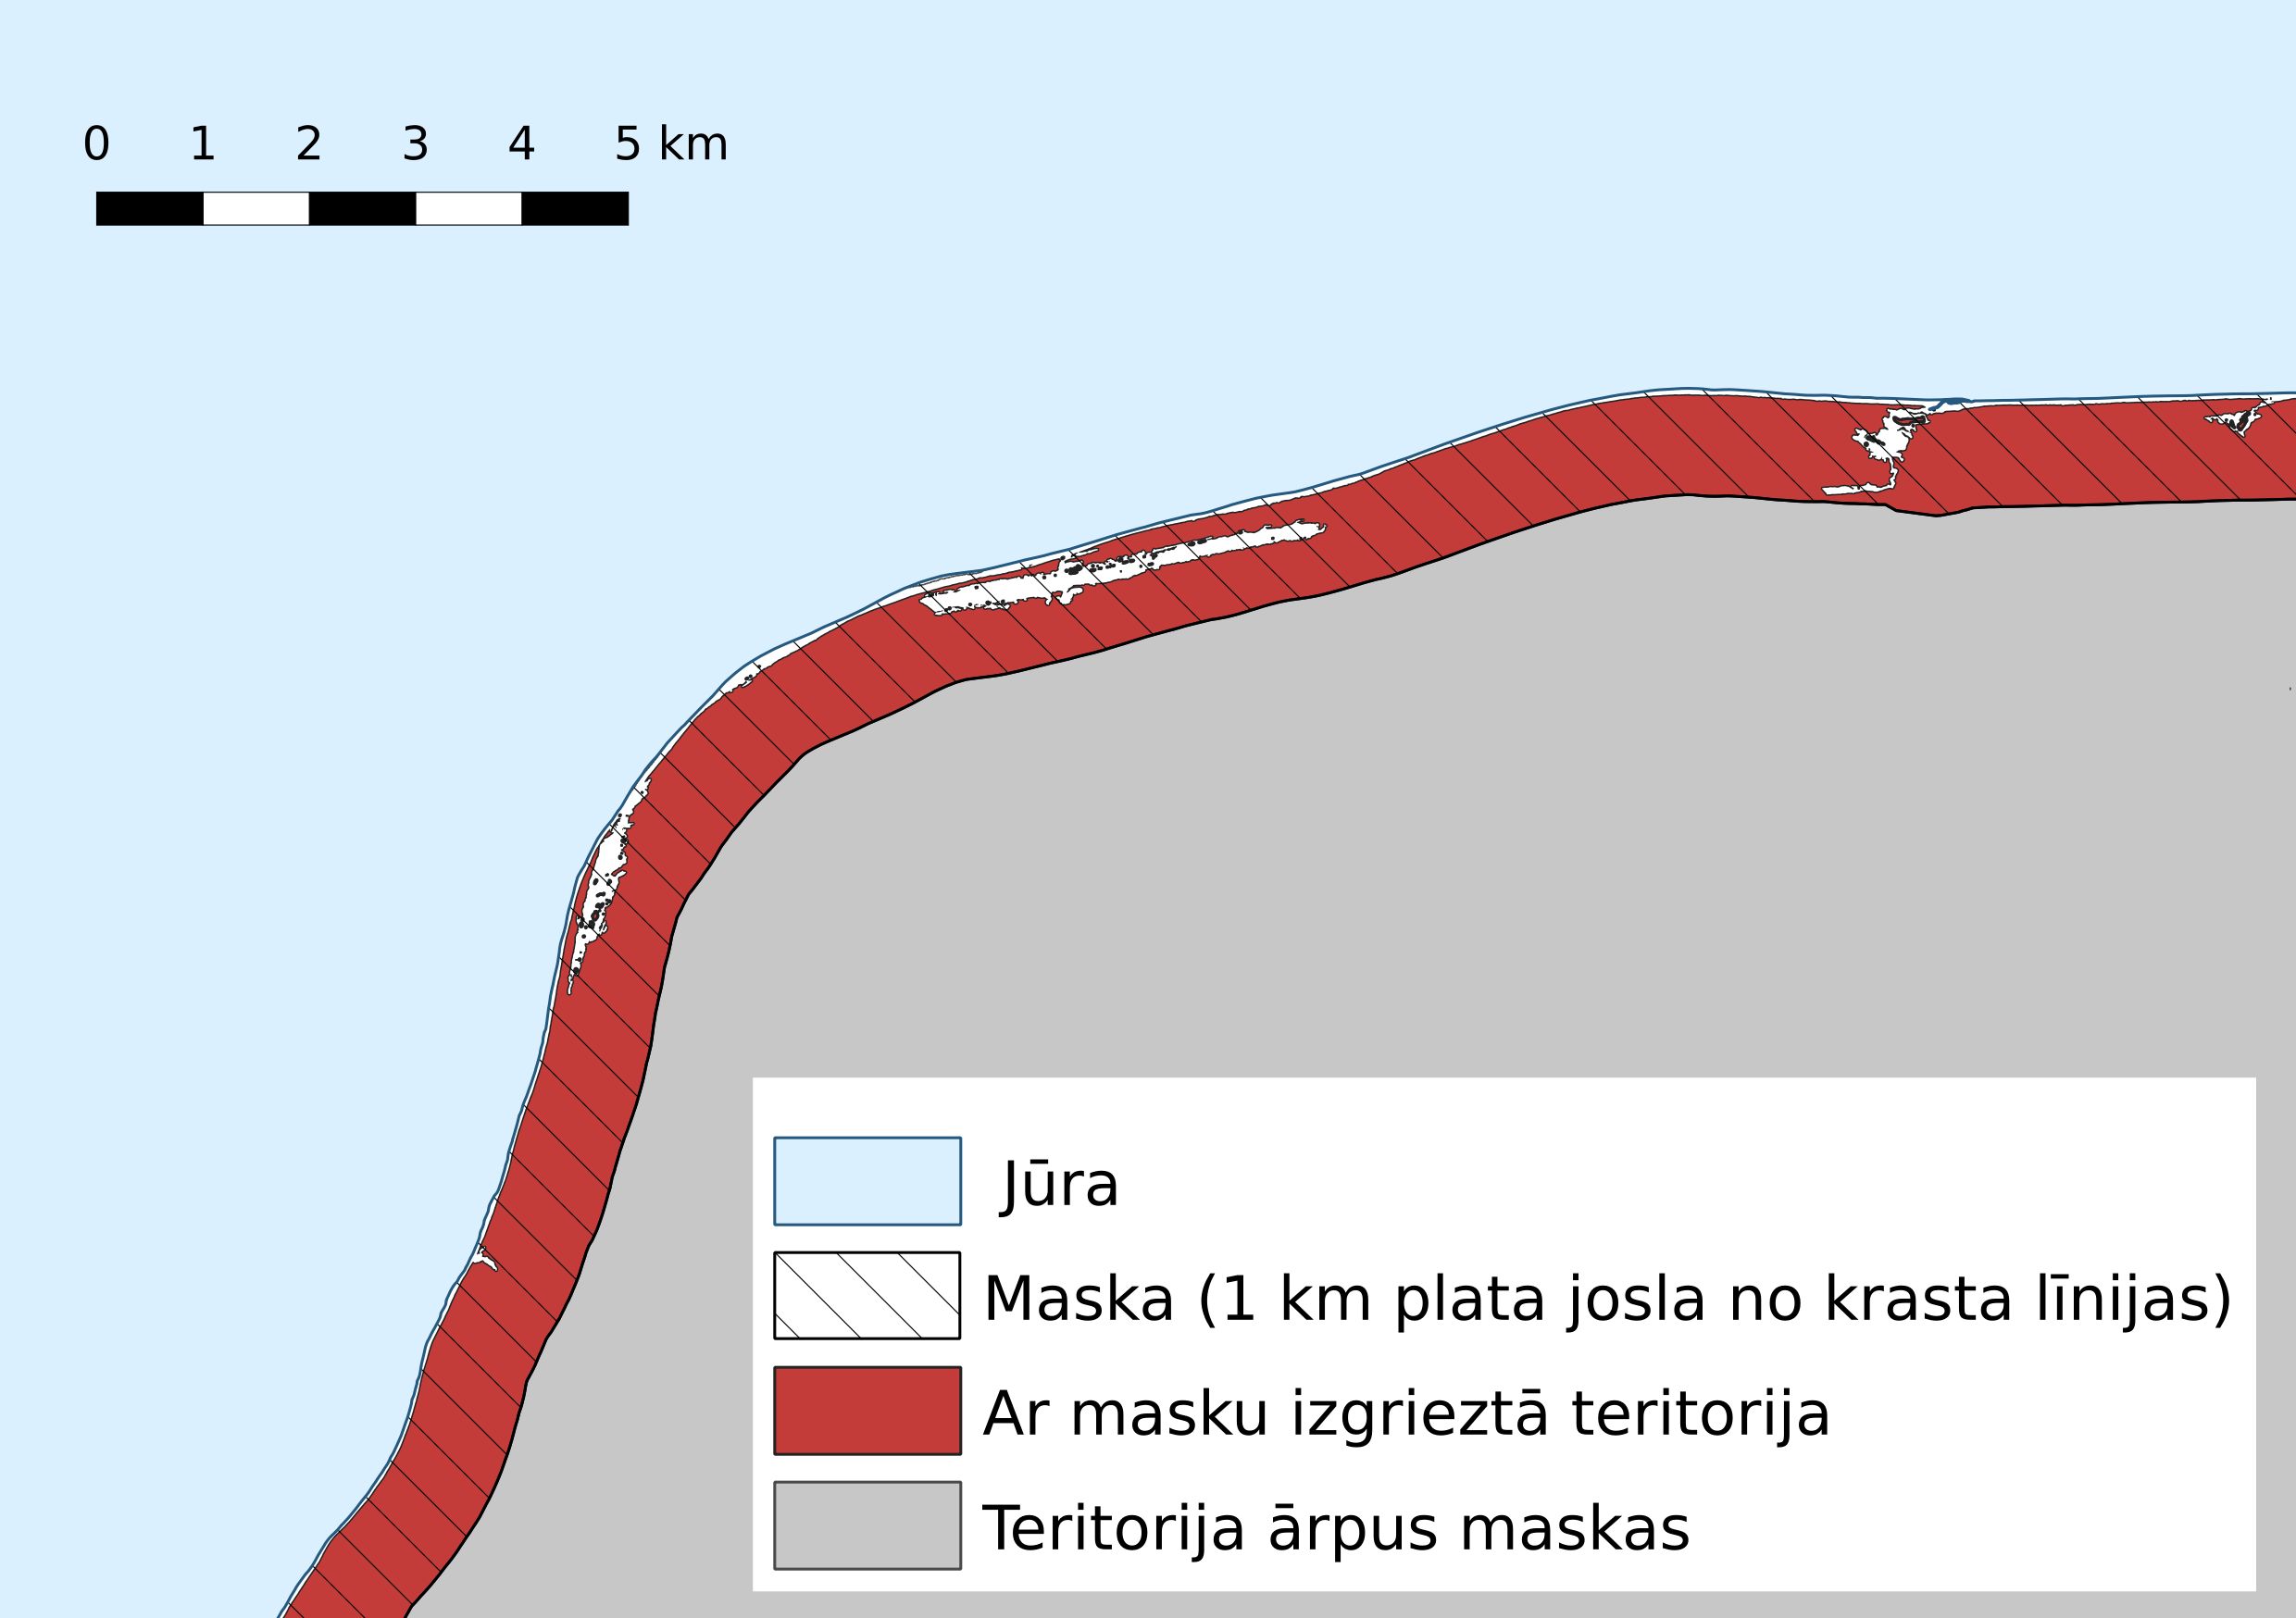 0 1 2 3 4 5 km
Jūra
Maska (1 km plata josla no krasta līnijas)
Ar masku izgrieztā teritorija
Teritorija ārpus maskas